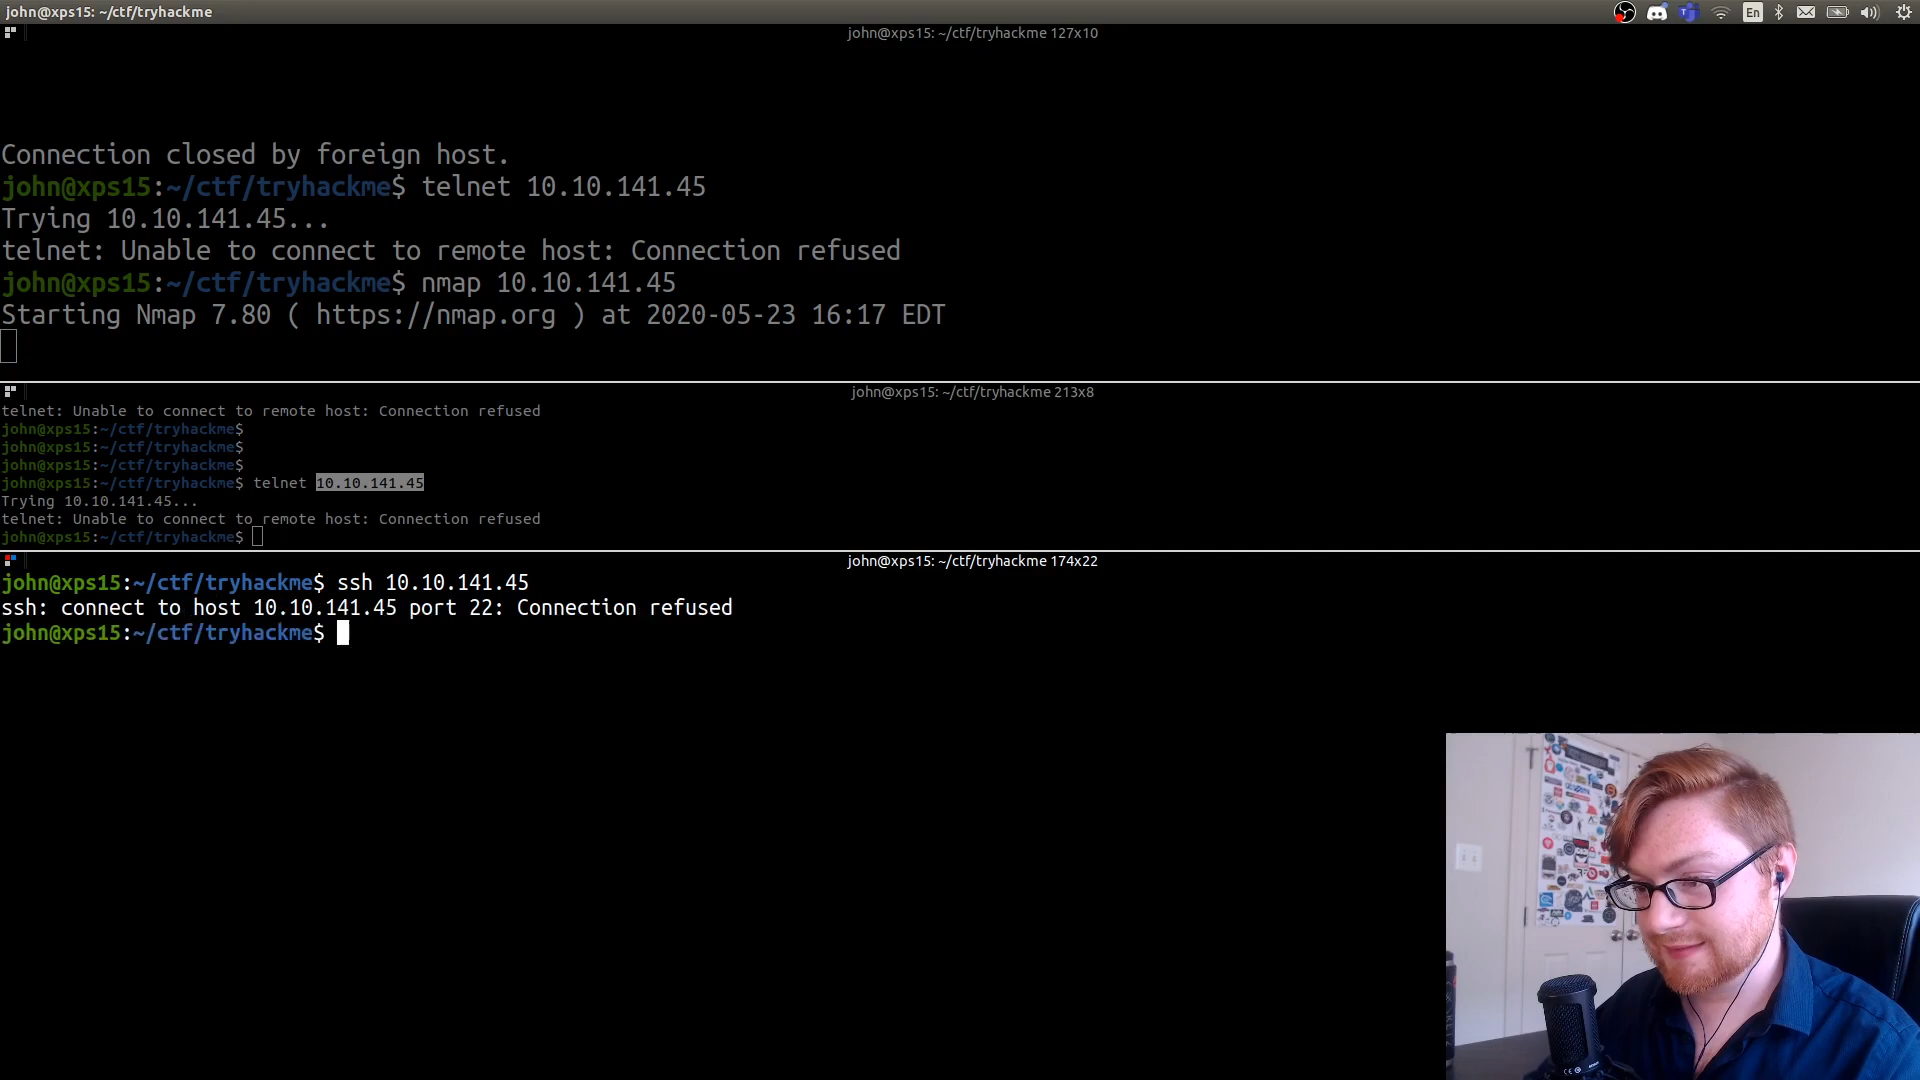 john@xps15: ~/ctf/tryhackme
En
john@xps15: ~/ctf/tryhackme 127x10
Connection closed by foreign host.
john@xps15:~/ctf/tryhackme$ telnet 10.10.141.45
Trying 10.10.141.45...
telnet: Unable to connect to remote host: Connection refused
john@xps15:~/ctf/tryhackme$ nmap 10.10.141.45
Starting Nmap 7.80 ( https://nmap.org ) at 2020-05-23 16:17 EDT
john@xps15: ~/ctf/tryhackme 213x8
telnet: Unable to connect to remote host: Connection refused
john@xps15:~/ctf/tryhackme$
john@xps15:~/ctf/tryhackme$
john@xps15:~/ctf/tryhackme$
john@xps15:~/ctf/tryhackme$ telnet 10.10.141.45
Trying 10.10.141.45...
telnet: Unable to connect to remote host: Connection refused
john@xps15:~/ctf/tryhackme$
john@xps15: ~/ctf/tryhackme 174x22
john@xps15:~/ctf/tryhackme$ ssh 10.10.141.45
ssh: connect to host 10.10.141.45 port 22: Connection refused
john@xps15:~/ctf/tryhackme$